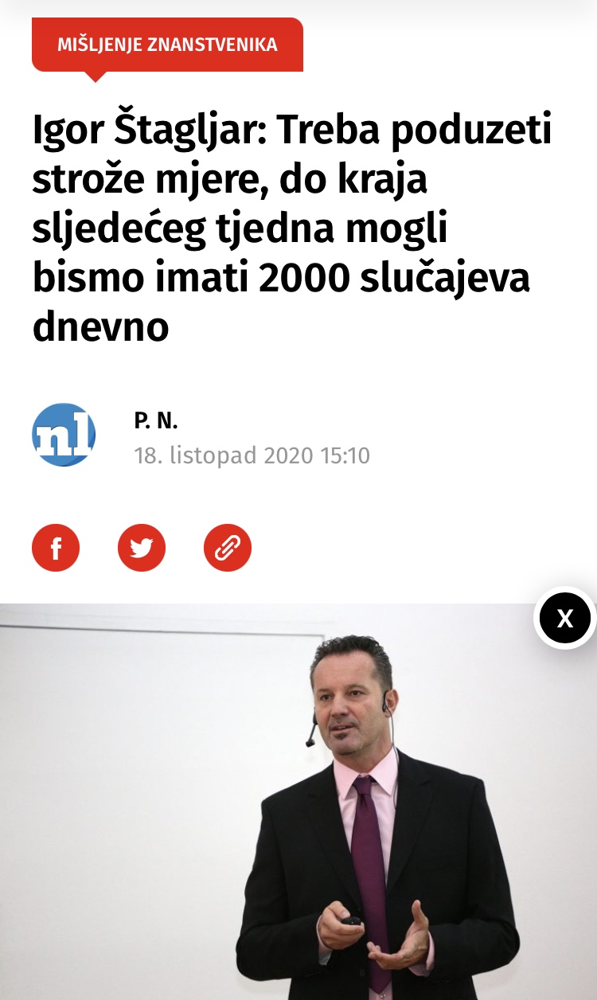 MIŠLJENJE ZNANSTVENIKA
Igor Štagljar: Treba poduzeti
strože mjere, do kraja
sljedećeg tjedna mogli
bismo imati 2000 slučajeva
dnevno
nl
P. N.
18. listopad 2020 15:10
f
X